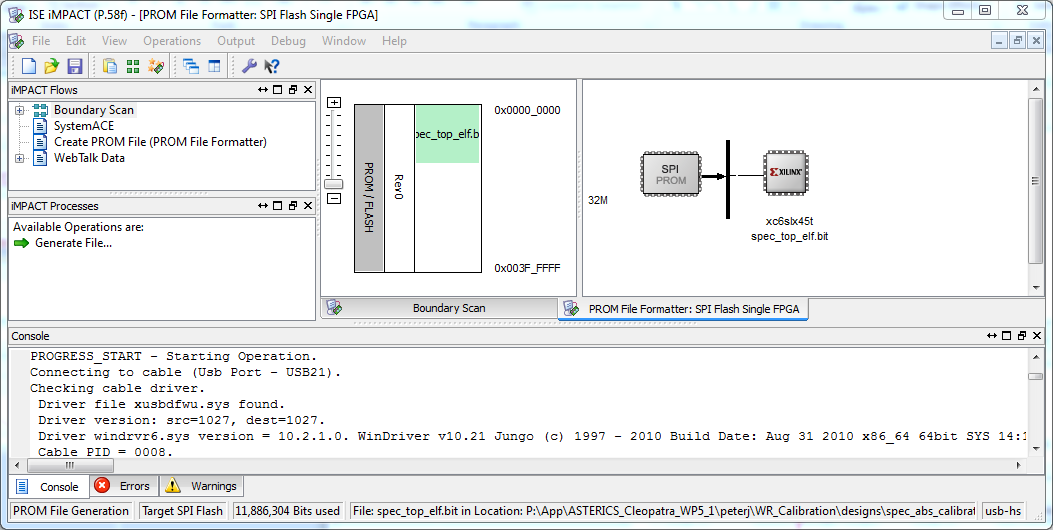 ISE iMPACT (P.58f) - [PROM File Formatter: SPI Flash Single FPGA]
File Edit View Operations Output Debug Window Help
iMPACT Flows
Boundary Scan
SystemACE
Create PROM File (PROM File Formatter)
WebTalk Data
iMPACT Processes
Available Operations are:
Generate File...
PROM / FLASH
Rev0
pec_top_elf.b
0x0000_0000
0x003F_FFFF
32M
SPI
PROM
XILINX
xc6slx45t
spec_top_elf.bit
Boundary Scan
PROM File Formatter: SPI Flash Single FPGA
Console
PROGRESS_START - Starting Operation.
Connecting to cable (Usb Port - USB21).
Checking cable driver.
Driver file xusbdfwu.sys found.
Driver version: src=1027, dest=1027.
Driver windrvr6.sys version = 10.2.1.0. WinDriver v10.21 Jungo (c) 1997 - 2010 Build Date: Aug 31 2010 x86_64 64bit SYS 14:1
Cable PID = 0008.
Console Errors Warnings
PROM File Generation Target SPI Flash 11,886,304 Bits used File: spec_top_elf.bit in Location: P:\App\ASTERICS_Cleopatra_WP5_1\peterj\WR_Calibration\designs\spec_abs_calibrat usb-hs